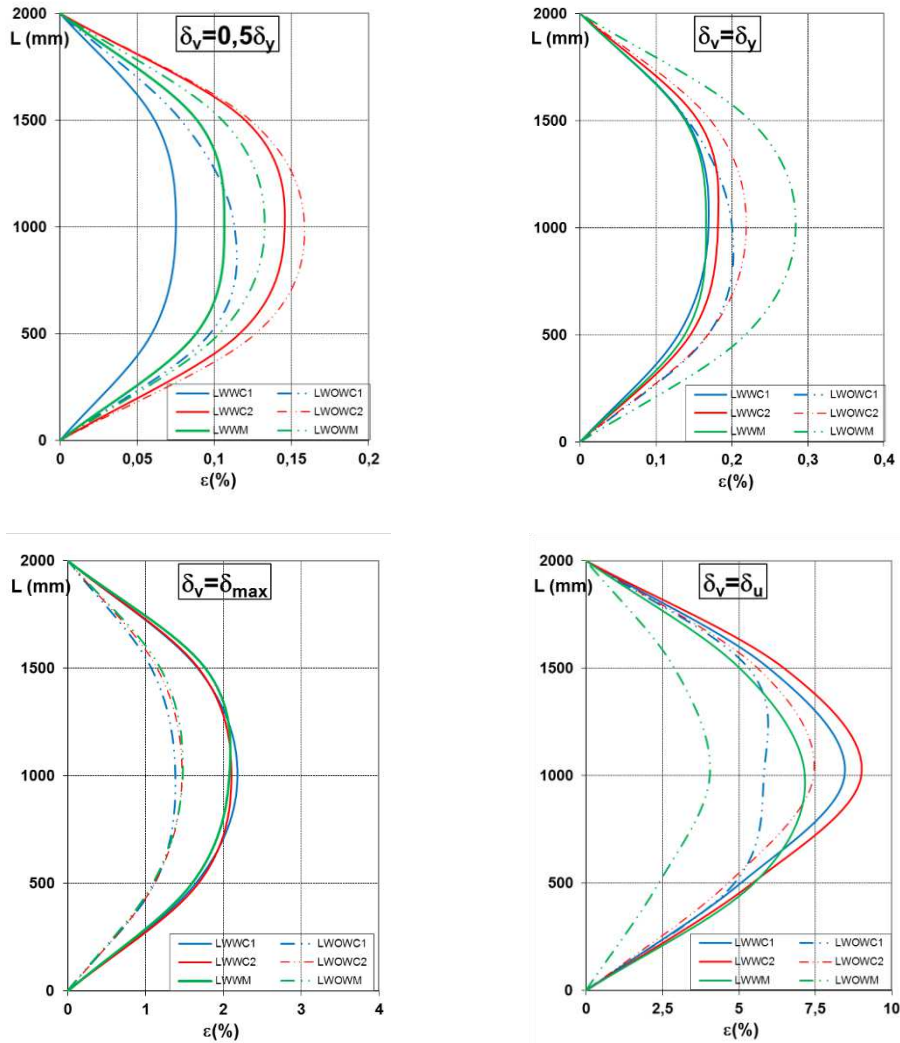 δv=0,5δy
L (mm)
2000
1500
1000
500
0
0 0,05 0,1 0,15 0,2
ε(%)
LWWC1 LWOWC1
LWWC2 LWOWC2
LWWM LWOWM
δv=δy
L (mm)
2000
1500
1000
500
0
0 0,1 0,2 0,3 0,4
ε(%)
LWWC1 LWOWC1
LWWC2 LWOWC2
LWWM LWOWM
δv=δmax
L (mm)
2000
1500
1000
500
0
0 1 2 3 4
ε(%)
LWWC1 LWOWC1
LWWC2 LWOWC2
LWWM LWOWM
δv=δu
L (mm)
2000
1500
1000
500
0
0 2,5 5 7,5 10
ε(%)
LWWC1 LWOWC1
LWWC2 LWOWC2
LWWM LWOWM